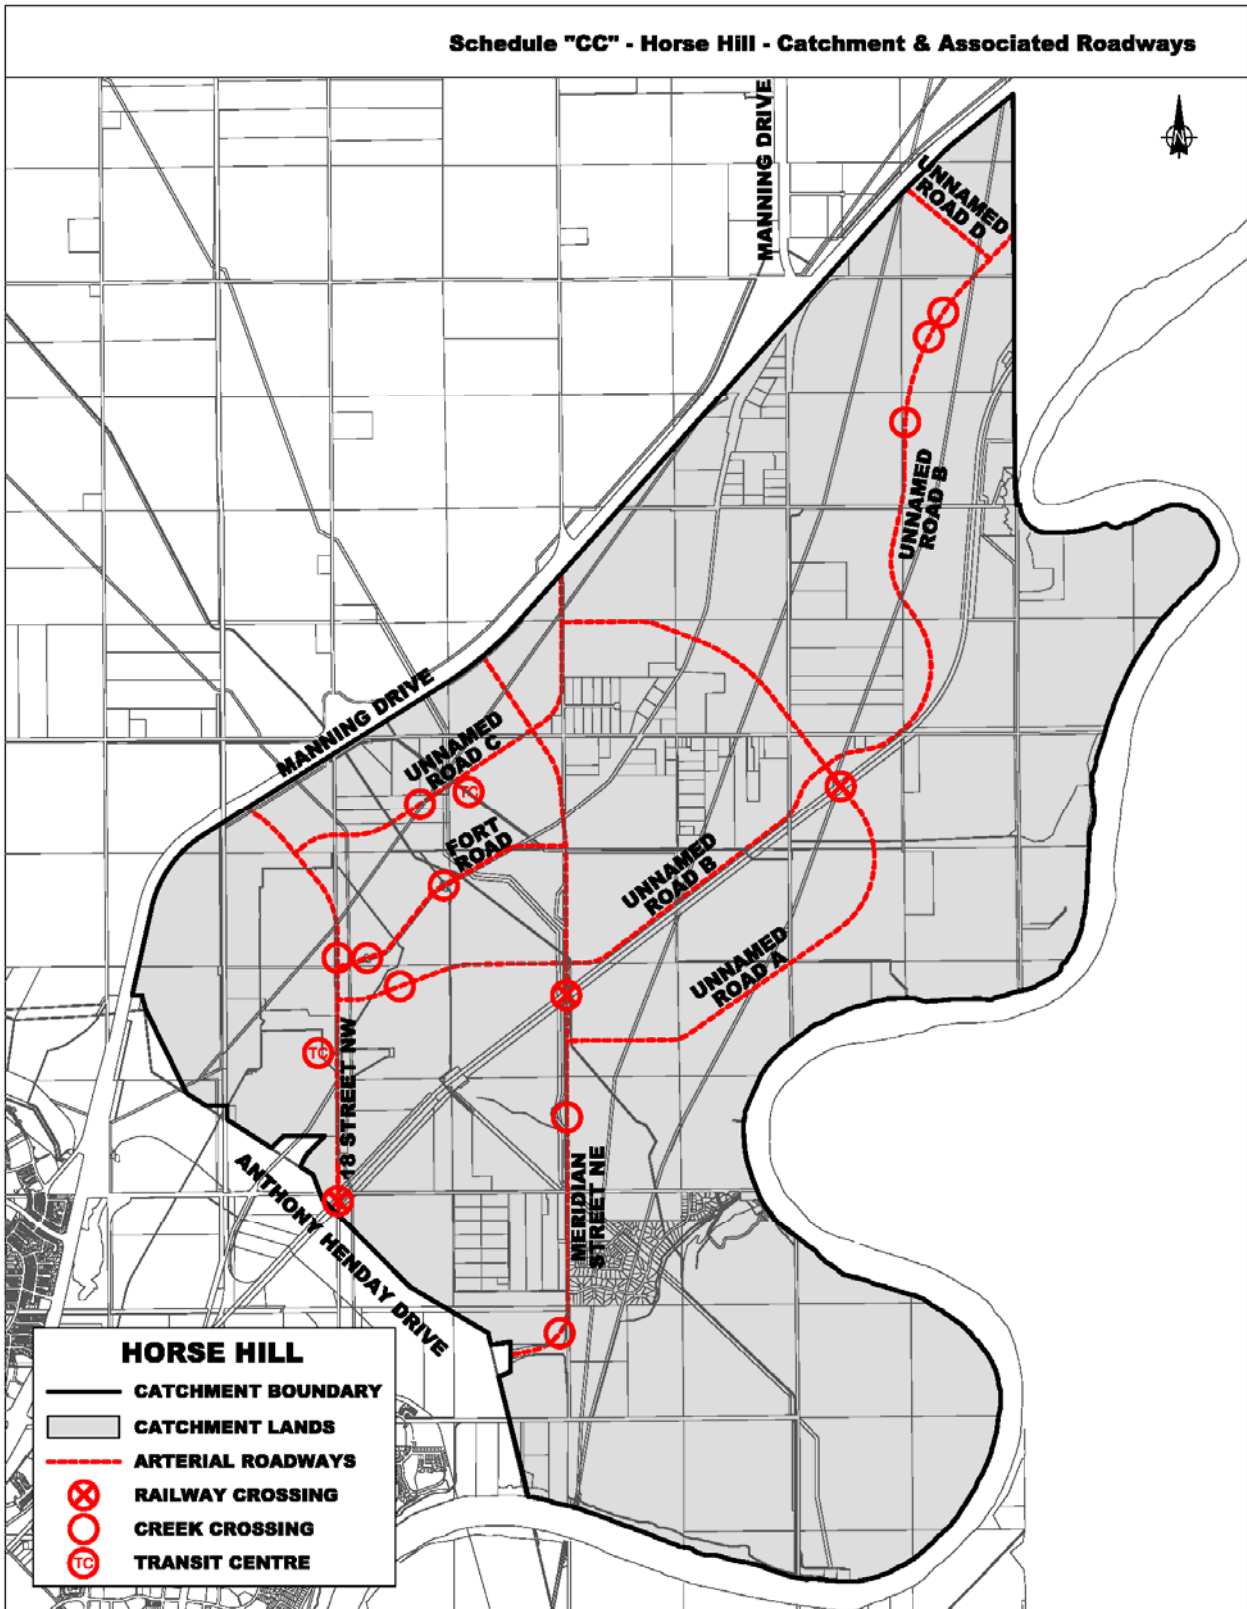 Schedule "CC" - Horse Hill - Catchment & Associated Roadways
MANNING DRIVE
N
UNNAMED
ROAD D
UNNAMED
ROAD B
MANNING DRIVE
UNNAMED
ROAD C
TC
FORT
ROAD
UNNAMED
ROAD B
UNNAMED
ROAD A
TC
18 STREET NW
MERIDIAN
STREET NE
ANTHONY HENDAY DRIVE
HORSE HILL
CATCHMENT BOUNDARY
CATCHMENT LANDS
ARTERIAL ROADWAYS
RAILWAY CROSSING
CREEK CROSSING
TC
TRANSIT CENTRE